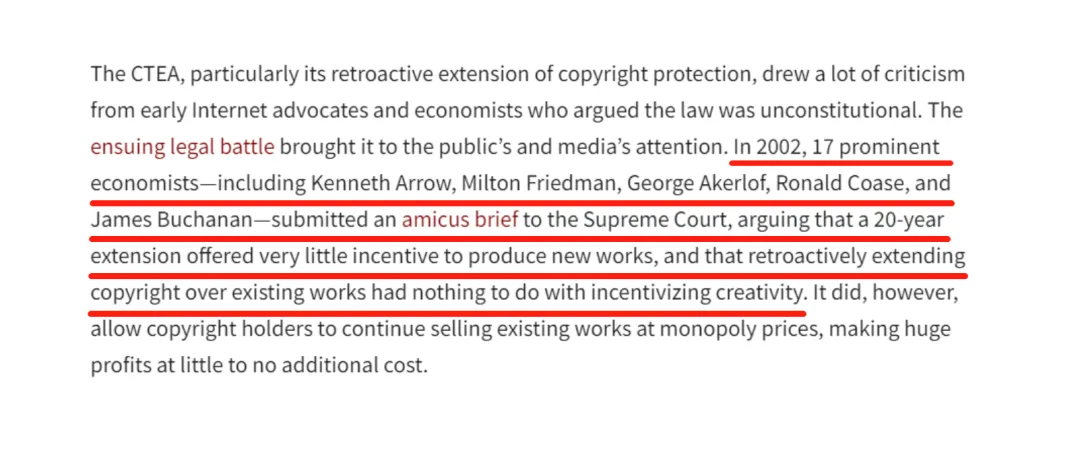 The CTEA, particularly its retroactive extension of copyright protection, drew a lot of criticism
from early Internet advocates and economists who argued the law was unconstitutional. The
ensuing legal battle brought it to the public’s and media’s attention. In 2002, 17 prominent
economists—including Kenneth Arrow, Milton Friedman, George Akerlof, Ronald Coase, and
James Buchanan—submitted an amicus brief to the Supreme Court, arguing that a 20-year
extension offered very little incentive to produce new works, and that retroactively extending
copyright over existing works had nothing to do with incentivizing creativity. It did, however,
allow copyright holders to continue selling existing works at monopoly prices, making huge
profits at little to no additional cost.